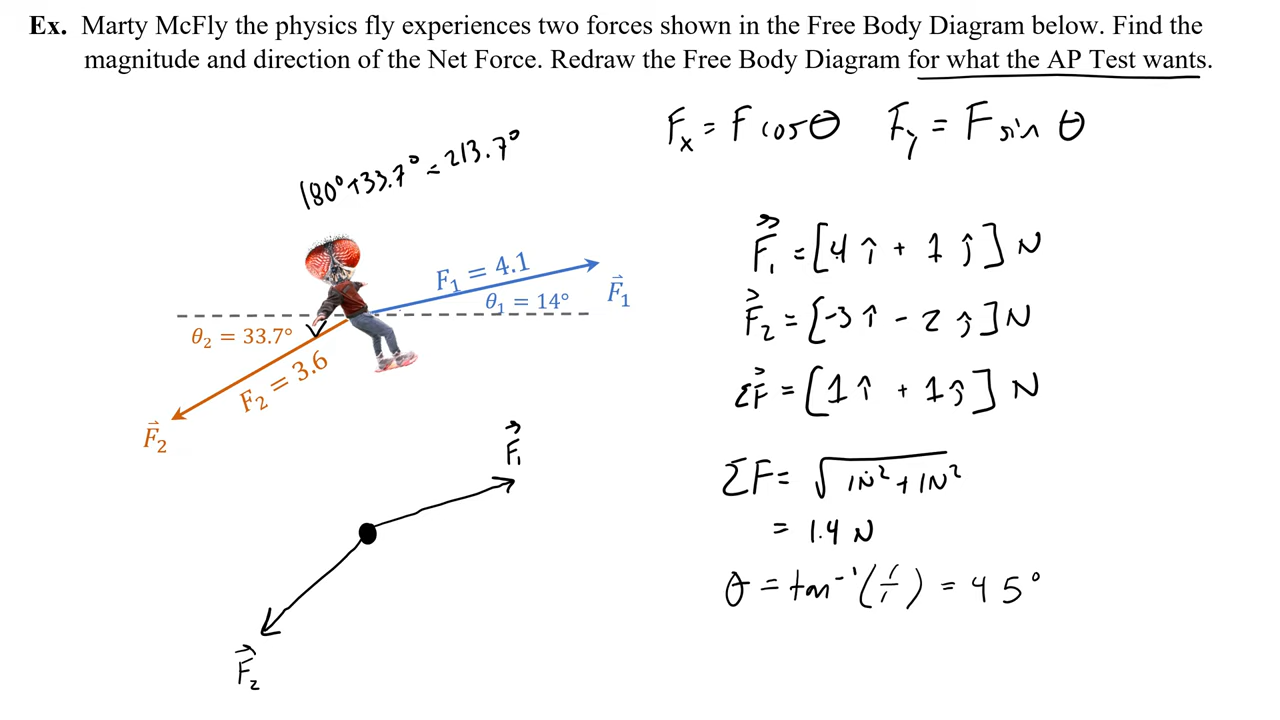 Ex. Marty McFly the physics fly experiences two forces shown in the Free Body Diagram below. Find the
magnitude and direction of the Net Force. Redraw the Free Body Diagram for what the AP Test wants.
Fₓ = F cos θ   F_y = F sin θ
180° + 33.7° = 213.7°
F₁ = 4.1
θ₁ = 14°
F⃗₁
θ₂ = 33.7°
F₂ = 3.6
F⃗₂
F⃗₁ = [4 î + 1 ĵ] N
F⃗₂ = [-3 î - 2 ĵ] N
ΣF⃗ = [1 î + 1 ĵ] N
F⃗₁
F⃗₂
ΣF = √(1N² + 1N²)
= 1.4 N
θ = tan⁻¹(1/1) = 45°